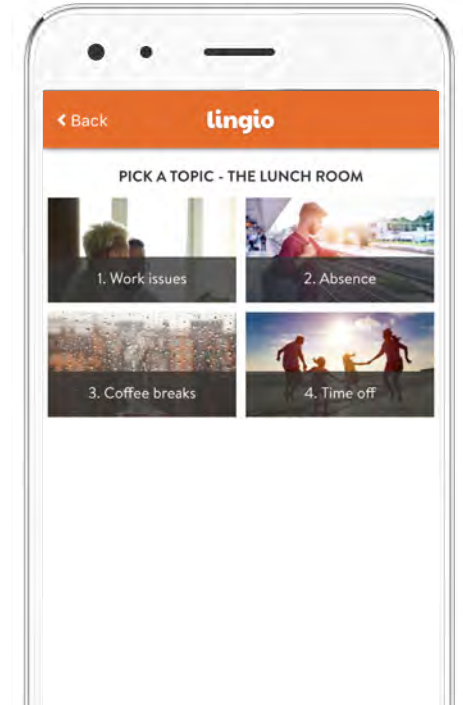 Back
lingio
PICK A TOPIC - THE LUNCH ROOM
1. Work issues
2. Absence
3. Coffee breaks
4. Time off